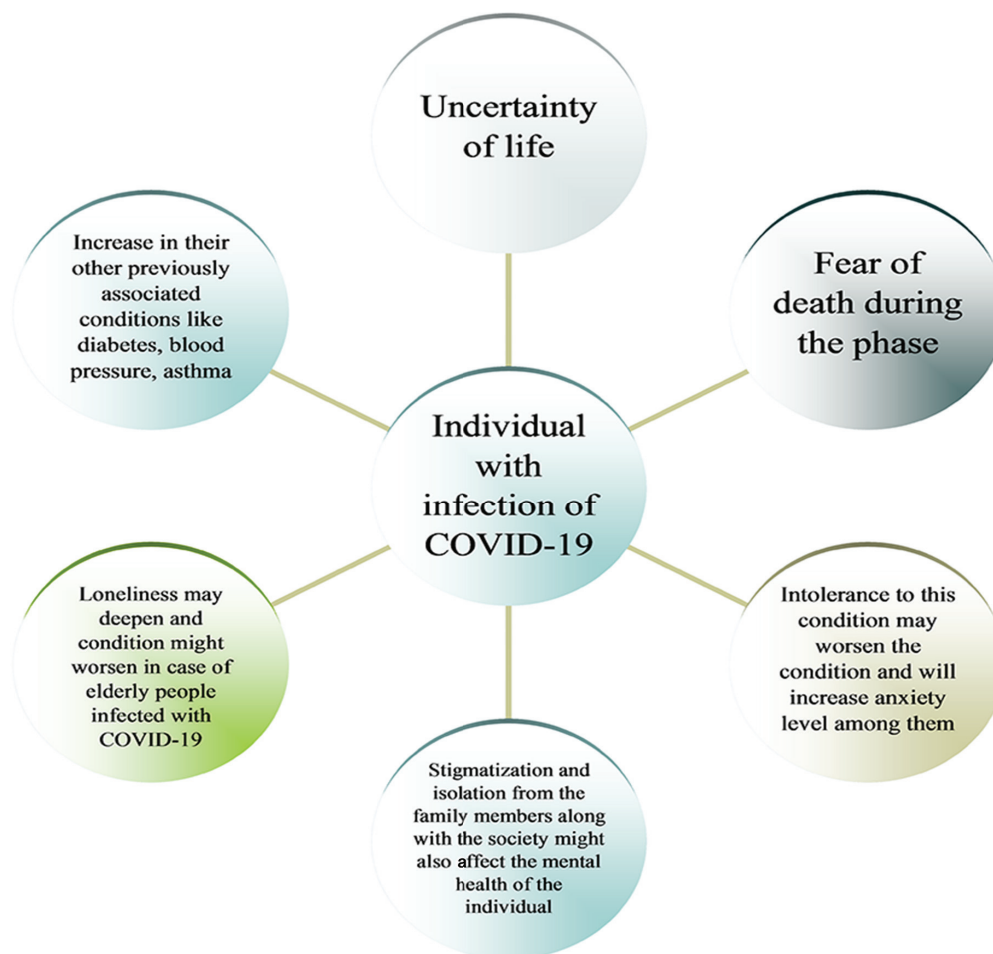 Uncertainty
of life
Fear of
death during
the phase
Increase in their
other previously
associated
conditions like
diabetes, blood
pressure, asthma
Individual
with
infection of
COVID-19
Loneliness may
deepen and
condition might
worsen in case of
elderly people
infected with
COVID-19
Intolerance to this
condition may
worsen the
condition and will
increase anxiety
level among them
Stigmatization and
isolation from the
family members along
with the society might
also affect the mental
health of the
individual